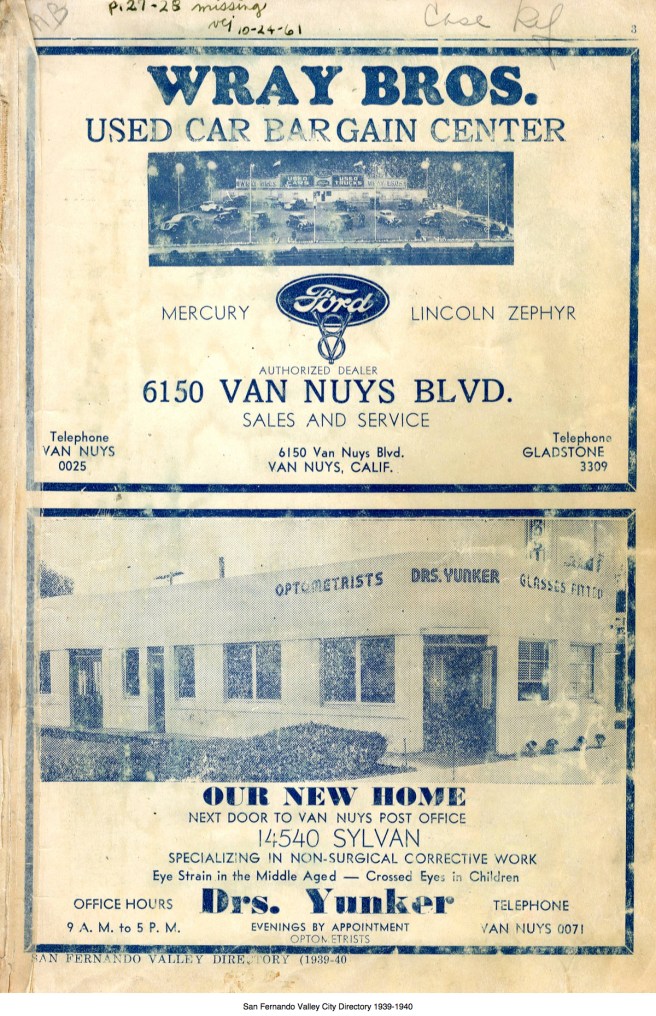 p. 27-28 missing
vcj 10-24-61
Case Ref
3
WRAY BROS.
USED CAR BARGAIN CENTER
USED CARS
USED TRUCKS
MERCURY
Ford
V8
LINCOLN ZEPHYR
AUTHORIZED DEALER
6150 VAN NUYS BLVD.
SALES AND SERVICE
Telephone
VAN NUYS
0025
6150 Van Nuys Blvd.
VAN NUYS, CALIF.
Telephone
GLADSTONE
3309
OPTOMETRISTS DRS. YUNKER GLASSES FITTED
OUR NEW HOME
NEXT DOOR TO VAN NUYS POST OFFICE
14540 SYLVAN
SPECIALIZING IN NON-SURGICAL CORRECTIVE WORK
Eye Strain in the Middle Aged — Crossed Eyes in Children
OFFICE HOURS
9 A. M. to 5 P. M.
Drs. Yunker
EVENINGS BY APPOINTMENT
OPTOMETRISTS
TELEPHONE
VAN NUYS 0071
SAN FERNANDO VALLEY DIRECTORY (1939-40
San Fernando Valley City Directory 1939-1940